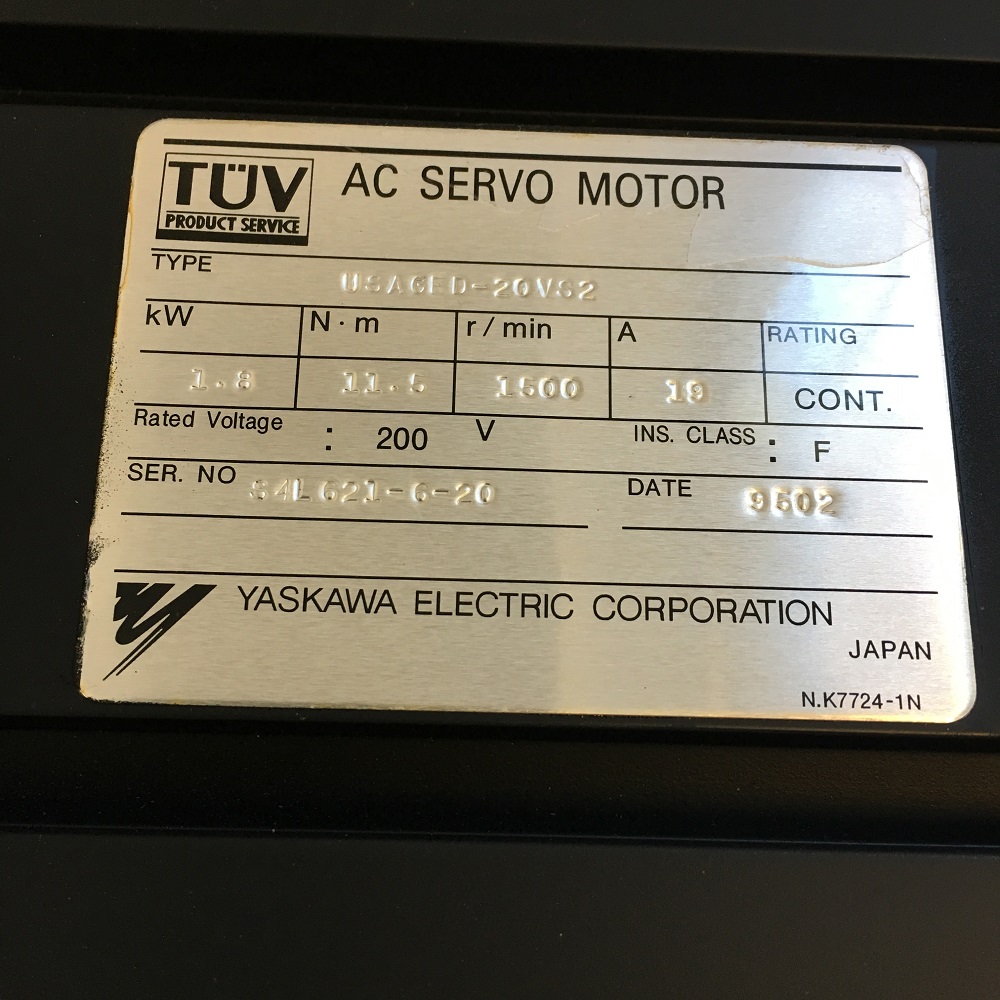 TÜV
PRODUCT SERVICE
AC SERVO MOTOR
TYPE USAGED-20VS2
kW N·m r/min A RATING
1.8 11.5 1500 19 CONT.
Rated Voltage : 200 V INS. CLASS : F
SER. NO S4L621-6-20 DATE 9502
YASKAWA ELECTRIC CORPORATION
JAPAN
N.K7724-1N